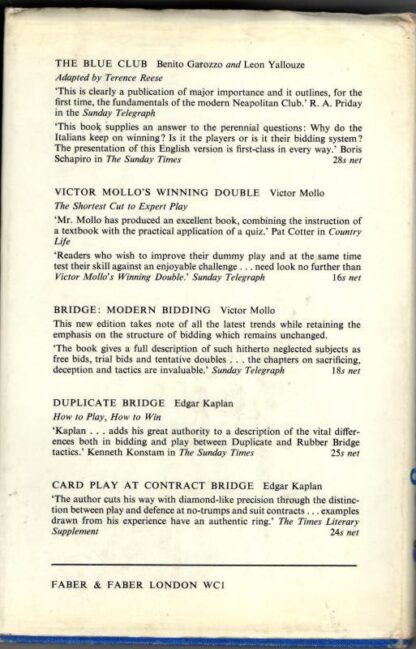 THE BLUE CLUB Benito Garozzo and Leon Yallouze
Adapted by Terence Reese
'This is clearly a publication of major importance and it outlines, for the
first time, the fundamentals of the modern Neapolitan Club.' R. A. Priday
in the Sunday Telegraph
'This book supplies an answer to the perennial questions: Why do the
Italians keep on winning? Is it the players or is it their bidding system?
The presentation of this English version is first-class in every way.' Boris
Schapiro in The Sunday Times 28s net
VICTOR MOLLO'S WINNING DOUBLE Victor Mollo
The Shortest Cut to Expert Play
'Mr. Mollo has produced an excellent book, combining the instruction of
a textbook with the practical application of a quiz.' Pat Cotter in Country
Life
'Readers who wish to improve their dummy play and at the same time
test their skill against an enjoyable challenge . . . need look no further than
Victor Mollo's Winning Double.' Sunday Telegraph 16s net
BRIDGE: MODERN BIDDING Victor Mollo
This new edition takes note of all the latest trends while retaining the
emphasis on the structure of bidding which remains unchanged.
'The book gives a full description of such hitherto neglected subjects as
free bids, trial bids and tentative doubles . . . the chapters on sacrificing,
deception and tactics are invaluable.' Sunday Telegraph 18s net
DUPLICATE BRIDGE Edgar Kaplan
How to Play, How to Win
'Kaplan . . . adds his great authority to a description of the vital differ-
ences both in bidding and play between Duplicate and Rubber Bridge
tactics.' Kenneth Konstam in The Sunday Times 25s net
CARD PLAY AT CONTRACT BRIDGE Edgar Kaplan
'The author cuts his way with diamond-like precision through the distinc-
tion between play and defence at no-trumps and suit contracts . . . examples
drawn from his experience have an authentic ring.' The Times Literary
Supplement 24s net
FABER & FABER LONDON WC1